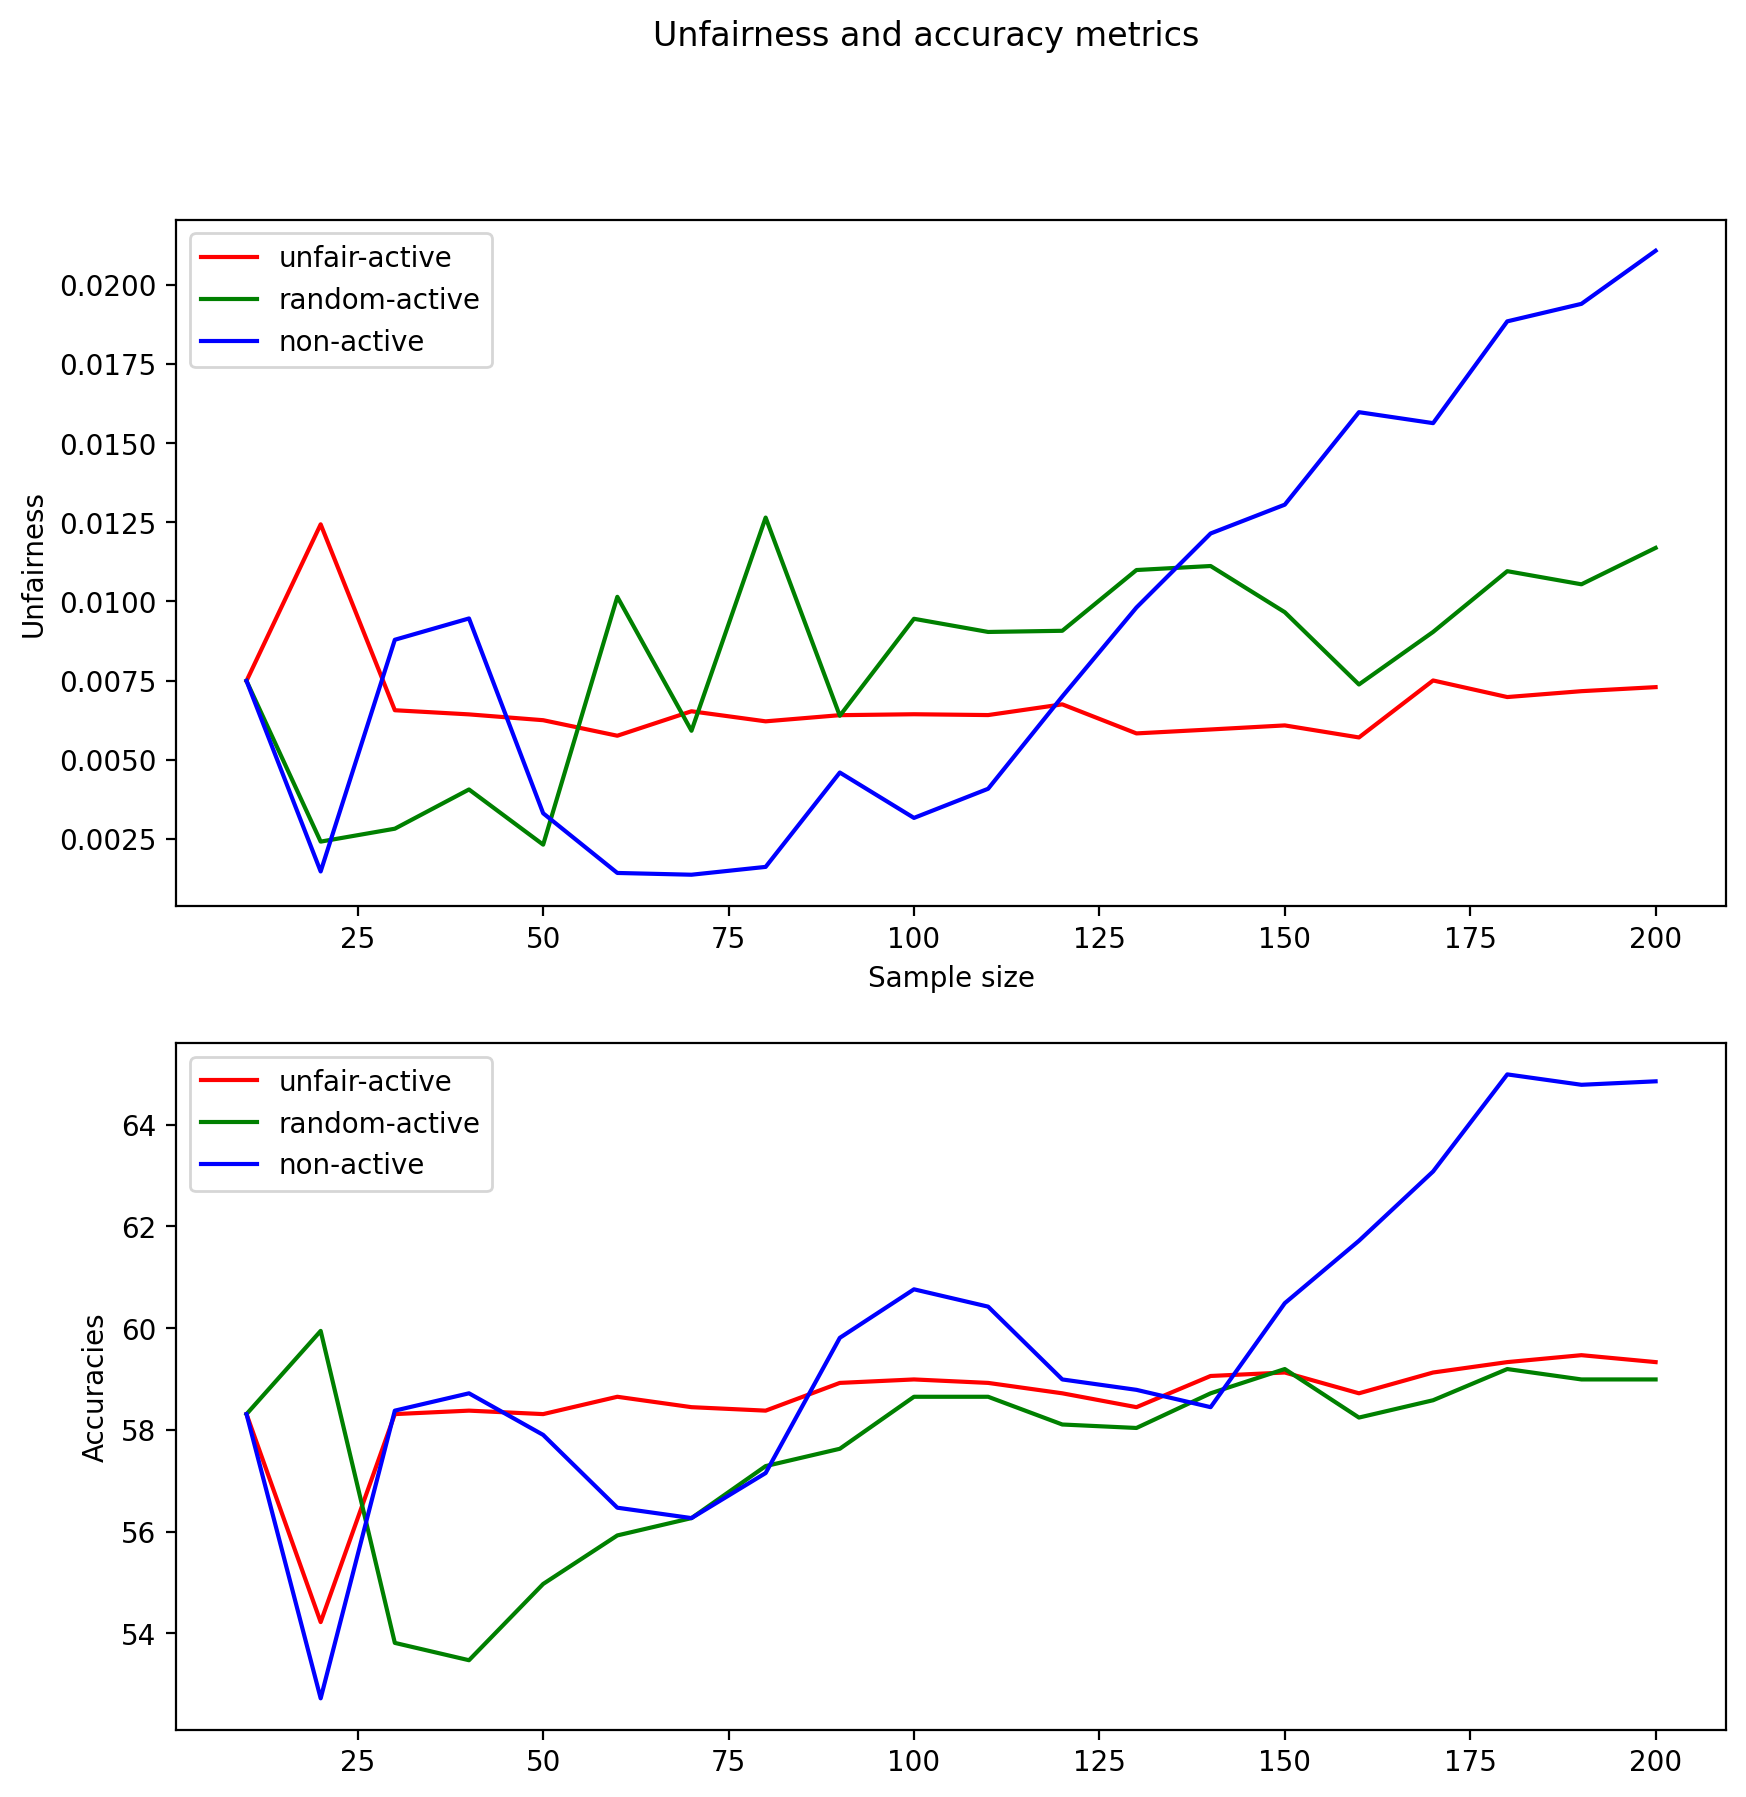 Unfairness and accuracy metrics
unfair-active
random-active
non-active
0.0200
0.0175
0.0150
0.0125
0.0100
0.0075
0.0050
0.0025
Unfairness
25 50 75 100 125 150 175 200
Sample size
unfair-active
random-active
non-active
64
62
60
58
56
54
Accuracies
25 50 75 100 125 150 175 200